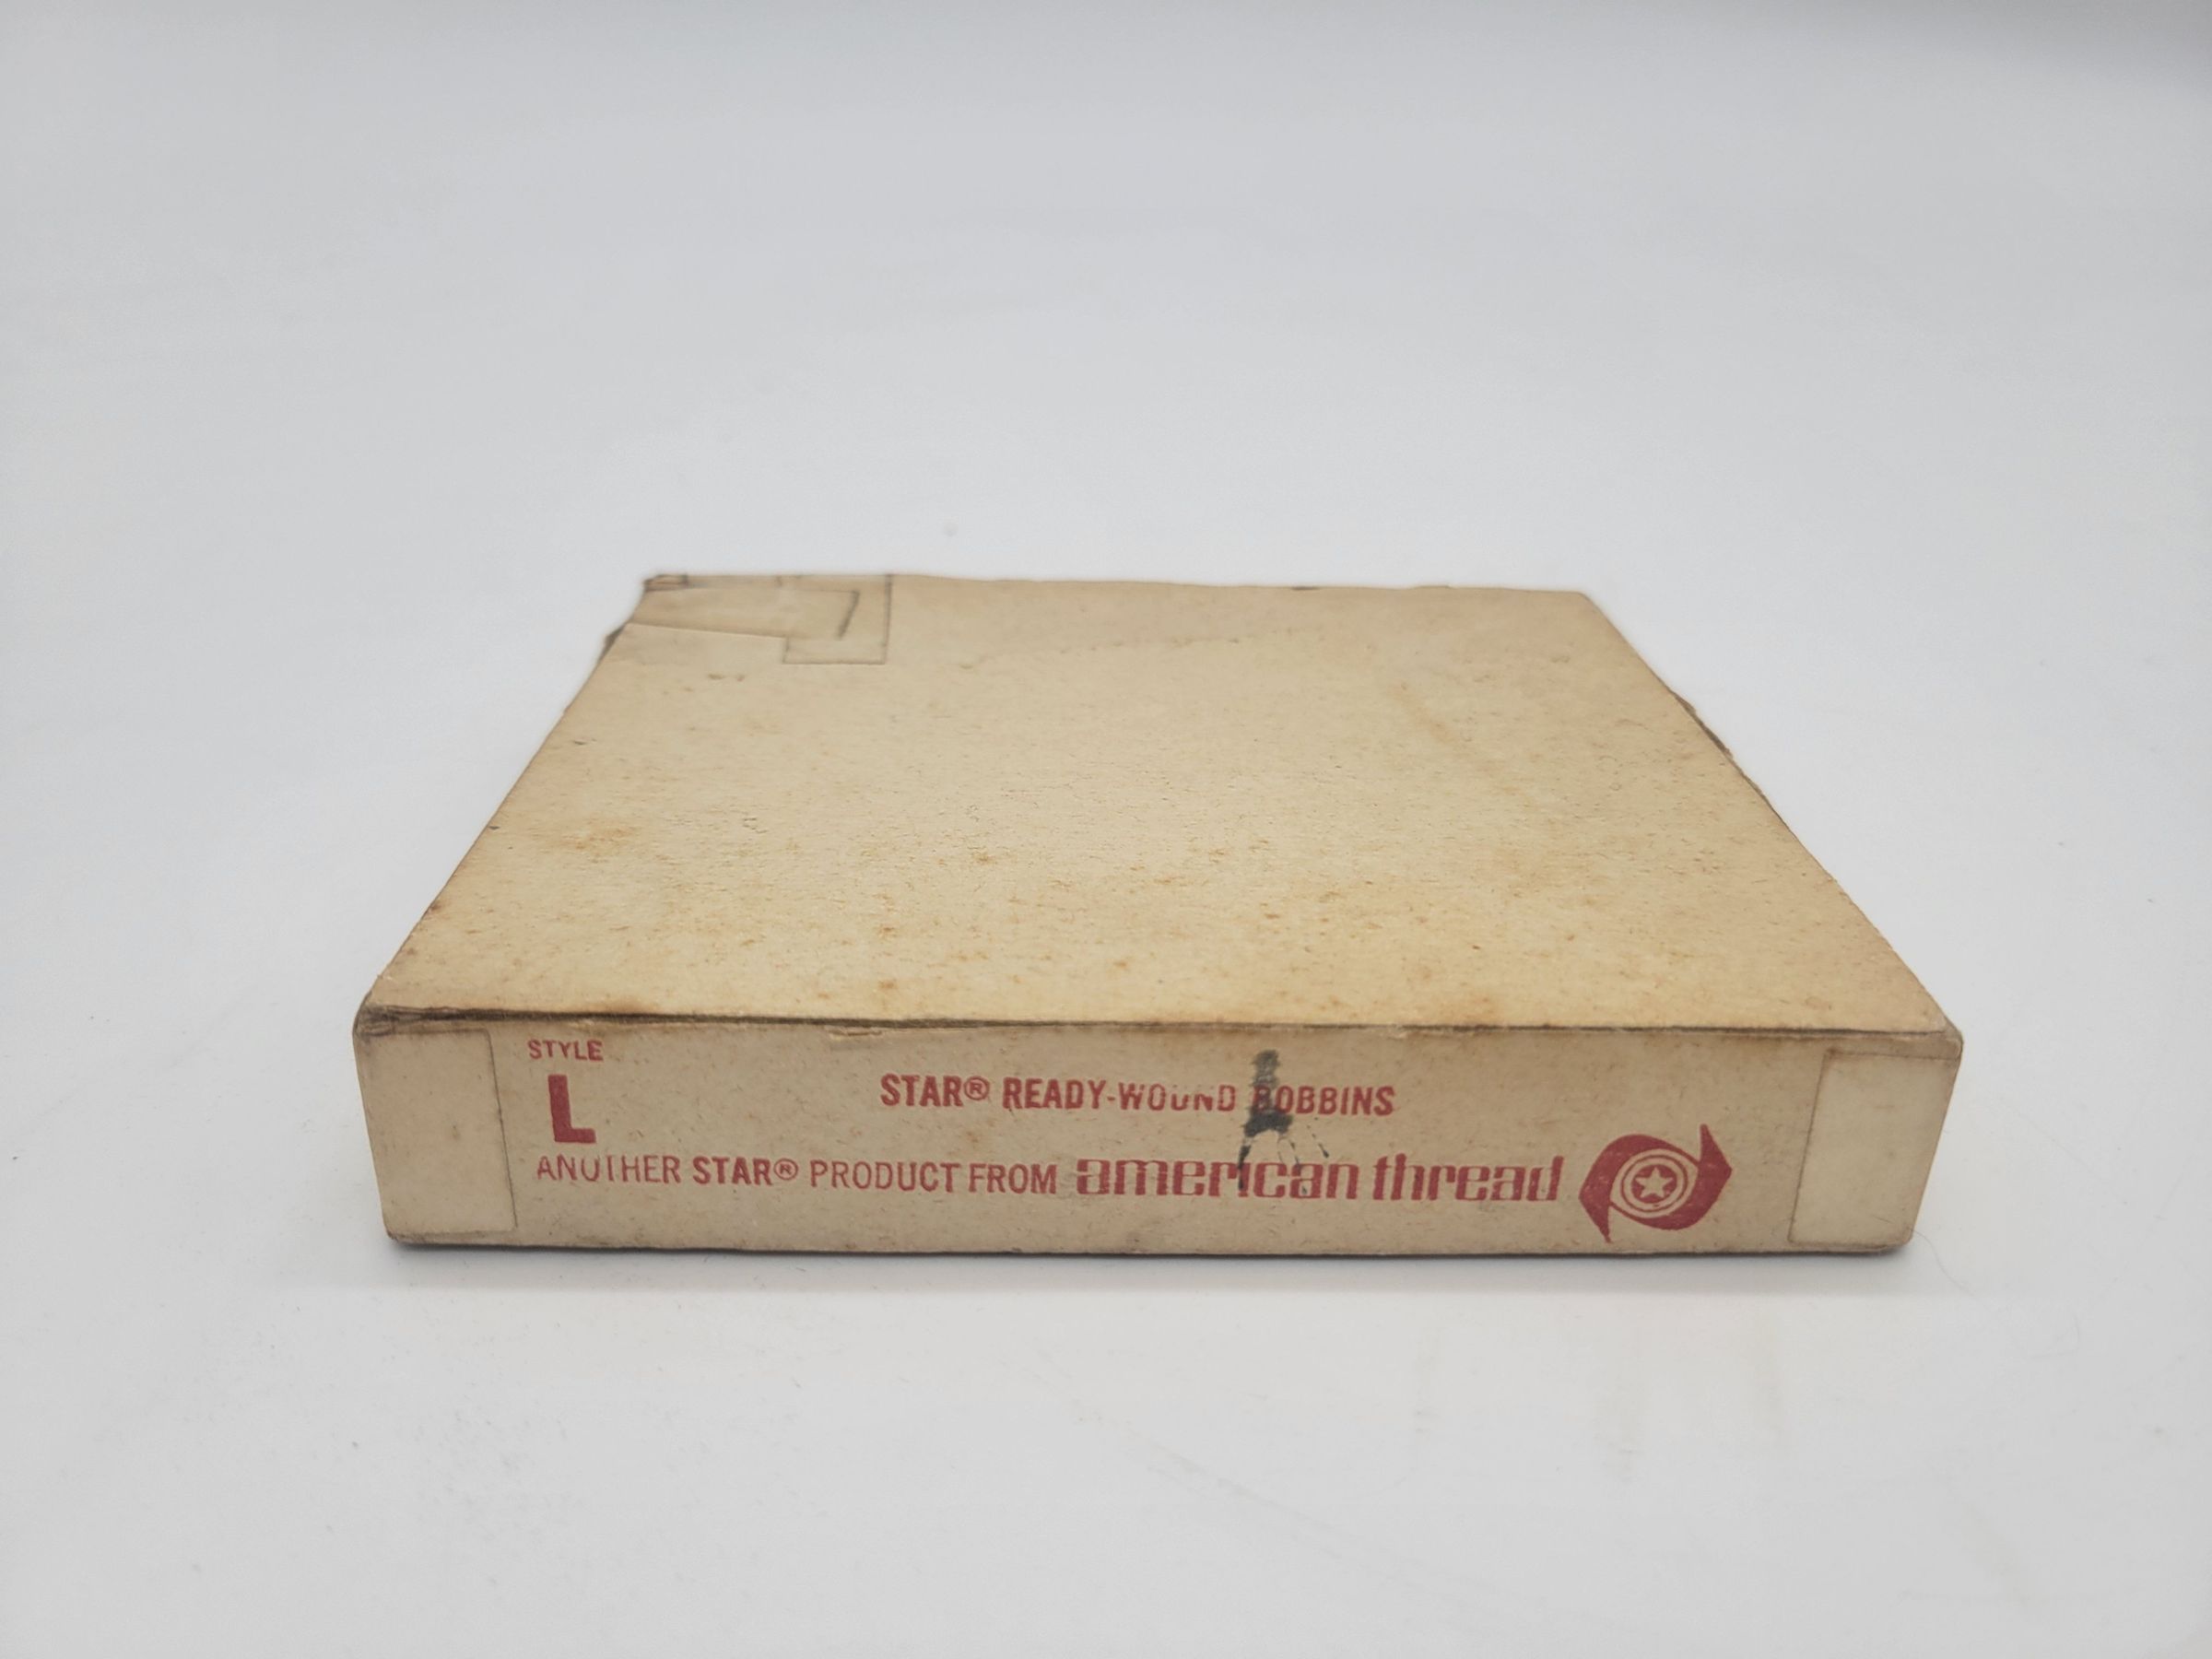 STYLE
L
STAR® READY-WOUND BOBBINS
ANOTHER STAR® PRODUCT FROM american thread